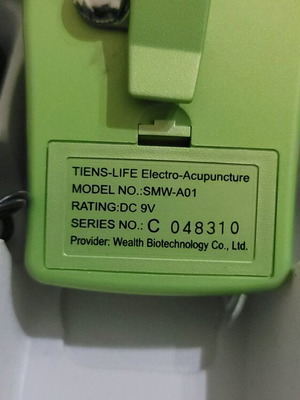 TIENS-LIFE Electro-Acupuncture
MODEL NO.:SMW-A01
RATING:DC 9V
SERIES NO.: C 048310
Provider: Wealth Biotechnology Co., Ltd.